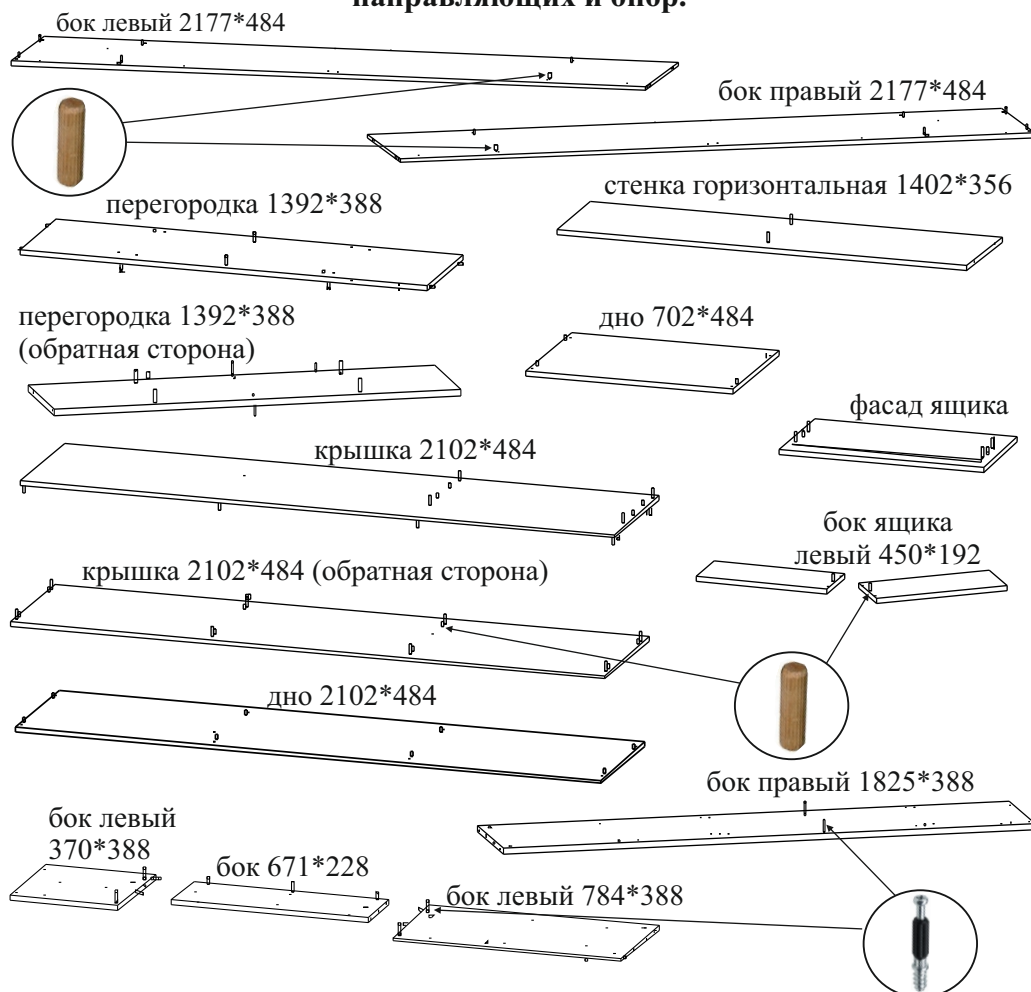 направляющих и опор.
бок левый 2177*484
бок правый 2177*484
перегородка 1392*388
стенка горизонтальная 1402*356
перегородка 1392*388
(обратная сторона)
дно 702*484
фасад ящика
крышка 2102*484
бок ящика
левый 450*192
крышка 2102*484 (обратная сторона)
дно 2102*484
бок правый 1825*388
бок левый
370*388
бок 671*228
бок левый 784*388